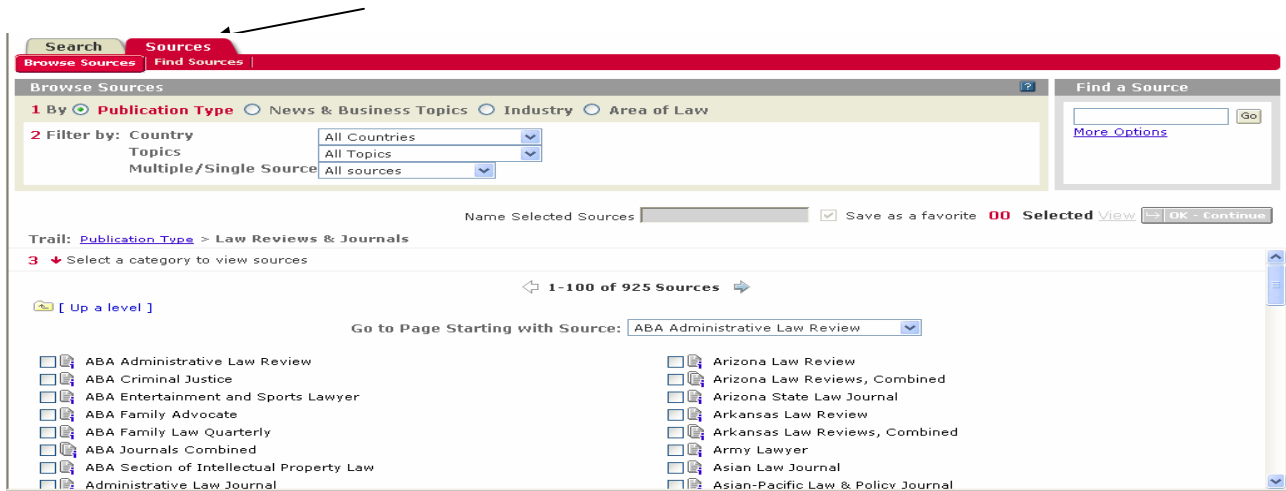 Search Sources
Browse Sources Find Sources
Browse Sources ?
1 By Publication Type News & Business Topics Industry Area of Law
2 Filter by: Country All Countries
Topics All Topics
Multiple/Single Source All sources
Find a Source
Go
More Options
Name Selected Sources Save as a favorite 00 Selected View OK - Continue
Trail: Publication Type > Law Reviews & Journals
3 Select a category to view sources
1-100 of 925 Sources
[ Up a level ]
Go to Page Starting with Source: ABA Administrative Law Review
ABA Administrative Law Review
ABA Criminal Justice
ABA Entertainment and Sports Lawyer
ABA Family Advocate
ABA Family Law Quarterly
ABA Journals Combined
ABA Section of Intellectual Property Law
Administrative Law Journal
Arizona Law Review
Arizona Law Reviews, Combined
Arizona State Law Journal
Arkansas Law Review
Arkansas Law Reviews, Combined
Army Lawyer
Asian Law Journal
Asian-Pacific Law & Policy Journal